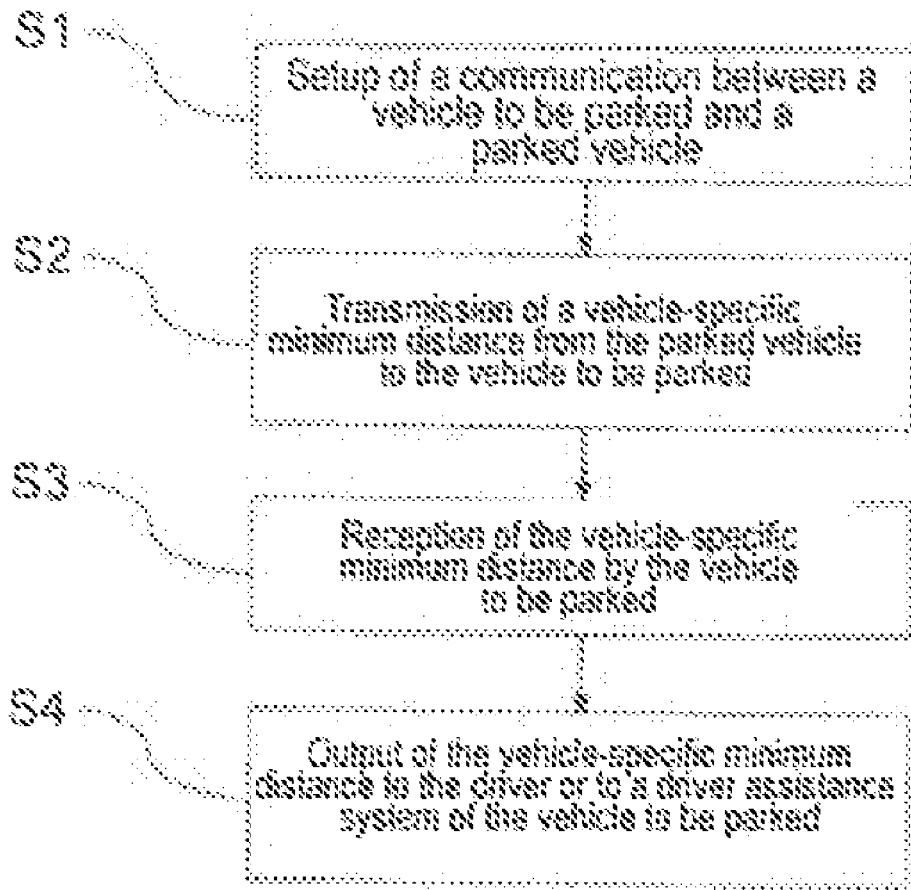 S1
Setup of a communication between a
vehicle to be parked and a
parked vehicle
S2
Transmission of a vehicle-specific
minimum distance from the parked vehicle
to the vehicle to be parked
S3
Reception of the vehicle-specific
minimum distance by the vehicle
to be parked
S4
Output of the vehicle-specific minimum
distance to the driver or to a driver assistance
system of the vehicle to be parked